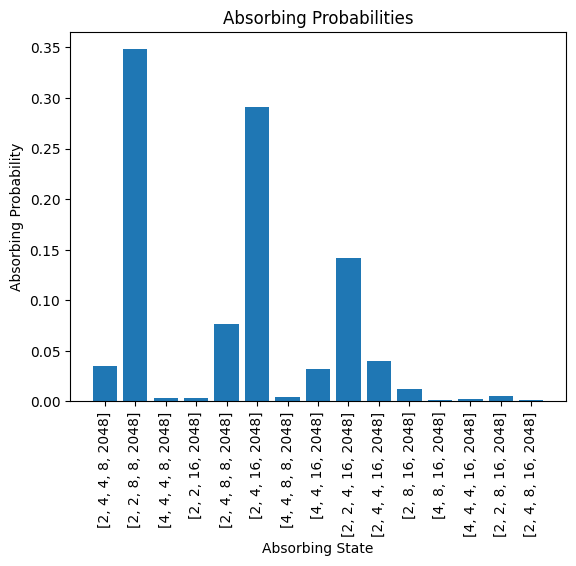 Absorbing Probabilities
Absorbing Probability
0.35
0.30
0.25
0.20
0.15
0.10
0.05
0.00
[2, 4, 4, 8, 2048]
[2, 2, 8, 8, 2048]
[4, 4, 4, 8, 2048]
[2, 2, 16, 2048]
[2, 4, 8, 8, 2048]
[2, 4, 16, 2048]
[4, 4, 8, 8, 2048]
[4, 4, 16, 2048]
[2, 2, 4, 16, 2048]
[2, 4, 4, 16, 2048]
[2, 8, 16, 2048]
[4, 8, 16, 2048]
[4, 4, 4, 16, 2048]
[2, 2, 8, 16, 2048]
[2, 4, 8, 16, 2048]
Absorbing State